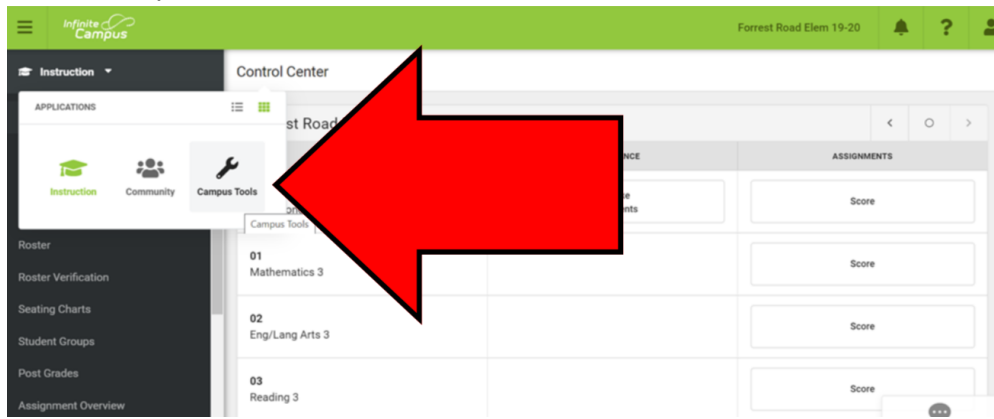 Infinite
Campus
Forrest Road Elem 19-20
?
Instruction
Control Center
APPLICATIONS
st Road
ASSIGNMENTS
Instruction
Community
Campus Tools
Score
Campus Tools
Roster
01
Mathematics 3
Score
Roster Verification
Seating Charts
02
Eng/Lang Arts 3
Score
Student Groups
Post Grades
03
Reading 3
Score
Assignment Overview